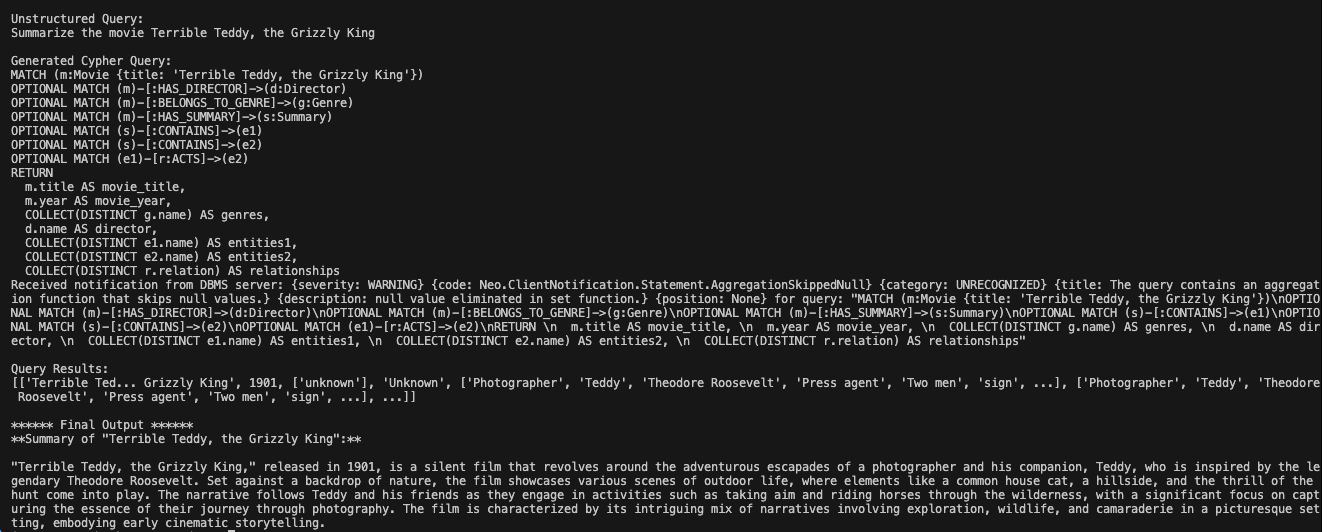 Unstructured Query:
Summarize the movie Terrible Teddy, the Grizzly King
Generated Cypher Query:
MATCH (m:Movie {title: 'Terrible Teddy, the Grizzly King'})
OPTIONAL MATCH (m)-[:HAS_DIRECTOR]->(d:Director)
OPTIONAL MATCH (m)-[:BELONGS_TO_GENRE]->(g:Genre)
OPTIONAL MATCH (m)-[:HAS_SUMMARY]->(s:Summary)
OPTIONAL MATCH (s)-[:CONTAINS]->(e1)
OPTIONAL MATCH (s)-[:CONTAINS]->(e2)
OPTIONAL MATCH (e1)-[r:ACTS]->(e2)
RETURN
  m.title AS movie_title,
  m.year AS movie_year,
  COLLECT(DISTINCT g.name) AS genres,
  d.name AS director,
  COLLECT(DISTINCT e1.name) AS entities1,
  COLLECT(DISTINCT e2.name) AS entities2,
  COLLECT(DISTINCT r.relation) AS relationships
Received notification from DBMS server: {severity: WARNING} {code: Neo.ClientNotification.Statement.AggregationSkippedNull} {category: UNRECOGNIZED} {title: The query contains an aggregat
ion function that skips null values.} {description: null value eliminated in set function.} {position: None} for query: "MATCH (m:Movie {title: 'Terrible Teddy, the Grizzly King'})\nOPTIO
NAL MATCH (m)-[:HAS_DIRECTOR]->(d:Director)\nOPTIONAL MATCH (m)-[:BELONGS_TO_GENRE]->(g:Genre)\nOPTIONAL MATCH (m)-[:HAS_SUMMARY]->(s:Summary)\nOPTIONAL MATCH (s)-[:CONTAINS]->(e1)\nOPTIO
NAL MATCH (s)-[:CONTAINS]->(e2)\nOPTIONAL MATCH (e1)-[r:ACTS]->(e2)\nRETURN \n  m.title AS movie_title, \n  m.year AS movie_year, \n  COLLECT(DISTINCT g.name) AS genres, \n  d.name AS dir
ector, \n  COLLECT(DISTINCT e1.name) AS entities1, \n  COLLECT(DISTINCT e2.name) AS entities2, \n  COLLECT(DISTINCT r.relation) AS relationships"
Query Results:
[['Terrible Ted... Grizzly King', 1901, ['unknown'], 'Unknown', ['Photographer', 'Teddy', 'Theodore Roosevelt', 'Press agent', 'Two men', 'sign', ...], ['Photographer', 'Teddy', 'Theodore
 Roosevelt', 'Press agent', 'Two men', 'sign', ...], ...]]
****** Final Output ******
**Summary of "Terrible Teddy, the Grizzly King":**
"Terrible Teddy, the Grizzly King," released in 1901, is a silent film that revolves around the adventurous escapades of a photographer and his companion, Teddy, who is inspired by the le
gendary Theodore Roosevelt. Set against a backdrop of nature, the film showcases various scenes of outdoor life, where elements like a common house cat, a hillside, and the thrill of the
hunt come into play. The narrative follows Teddy and his friends as they engage in activities such as taking aim and riding horses through the wilderness, with a significant focus on capt
uring the essence of their journey through photography. The film is characterized by its intriguing mix of narratives involving exploration, wildlife, and camaraderie in a picturesque set
ting, embodying early cinematic storytelling.